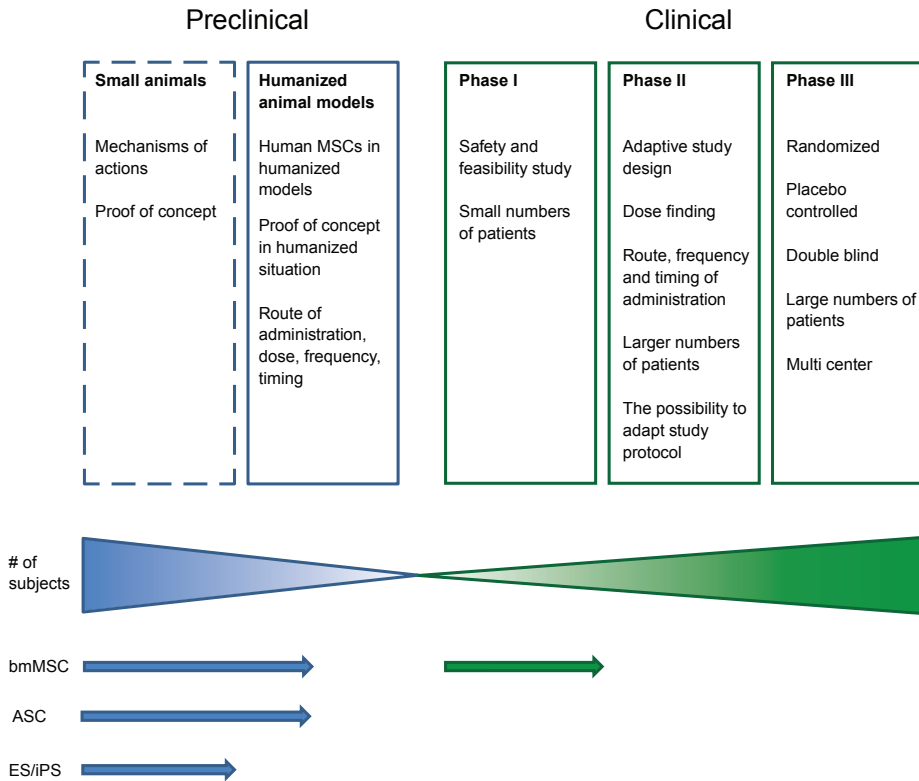 Preclinical
Clinical
Small animals
Mechanisms of
actions
Proof of concept
Humanized
animal models
Human MSCs in
humanized
models
Proof of concept
in humanized
situation
Route of
administration,
dose, frequency,
timing
Phase I
Safety and
feasibility study
Small numbers
of patients
Phase II
Adaptive study
design
Dose finding
Route, frequency
and timing of
administration
Larger numbers
of patients
The possibility to
adapt study
protocol
Phase III
Randomized
Placebo
controlled
Double blind
Large numbers of
patients
Multi center
# of
subjects
bmMSC
ASC
ES/iPS